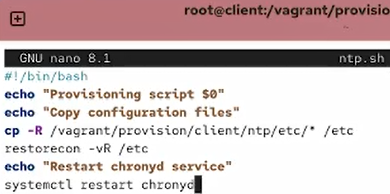 root@client:/vagrant/provisio
GNU nano 8.1 ntp.sh
#!/bin/bash
echo "Provisioning script $0"
echo "Copy configuration files"
cp -R /vagrant/provision/client/ntp/etc/* /etc
restorecon -vR /etc
echo "Restart chronyd service"
systemctl restart chronyd